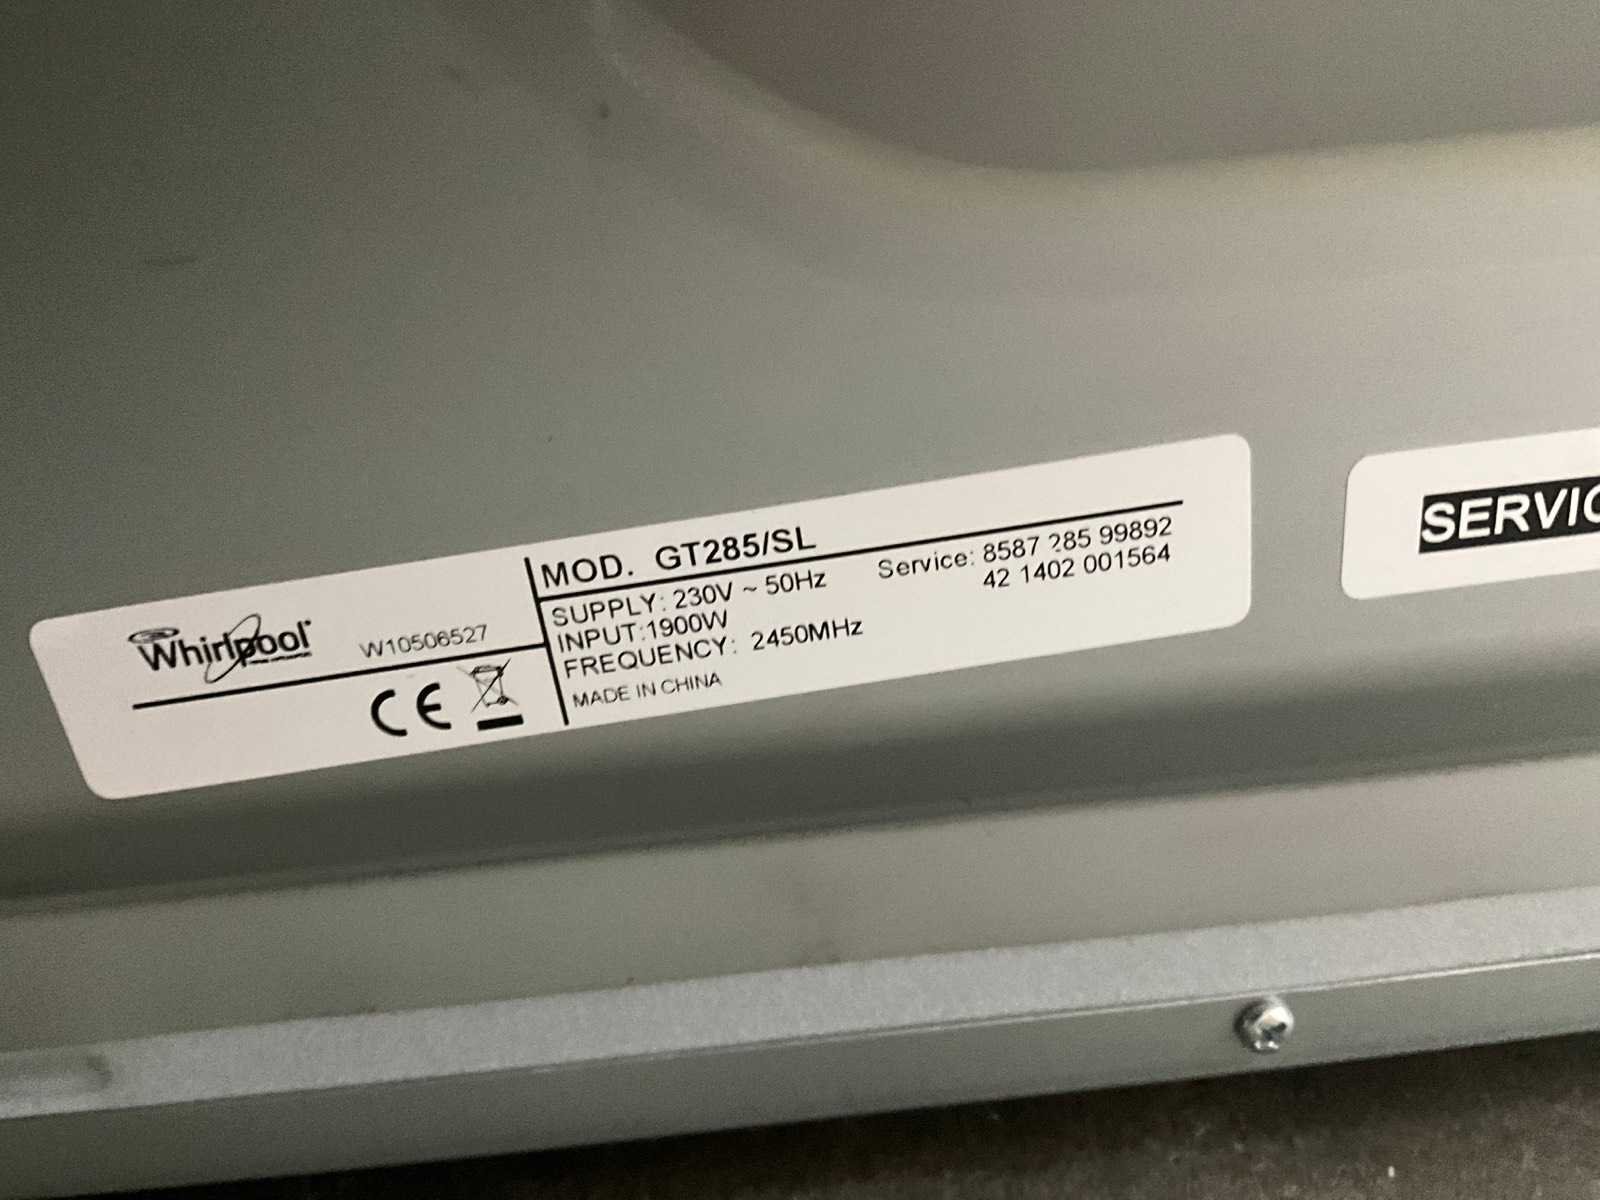 Whirlpool
W10506527
CE
MOD. GT285/SL
SUPPLY: 230V ~ 50Hz
INPUT:1900W
FREQUENCY: 2450MHz
MADE IN CHINA
Service: 8587 285 99892
42 1402 001564
SERVIC